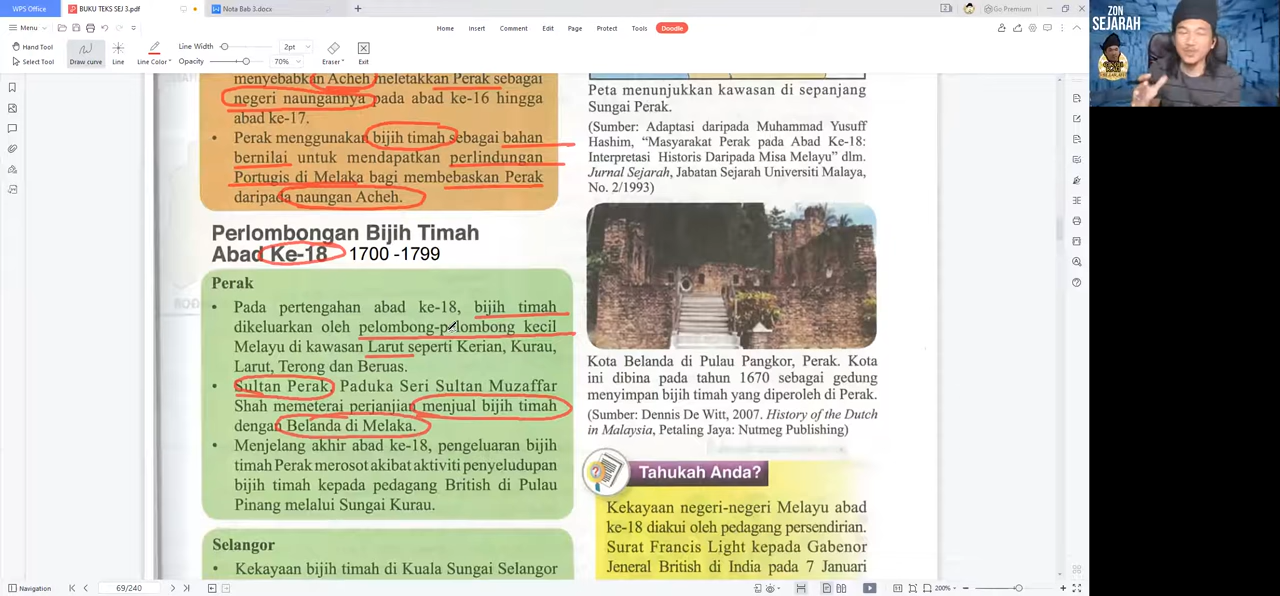 WPS Office
BUKU TEKS SEJ 3.pdf
Nota Bab 3.docx
+
2
Go Premium
Menu
Home
Insert
Comment
Edit
Page
Protect
Tools
Doodle
Hand Tool
Select Tool
Draw curve
Line
Line Color
Line Width
2pt
Opacity
70%
Eraser
Exit
ZON
SEJARAH
menyebabkan Acheh meletakkan Perak sebagai
negeri naungannya pada abad ke-16 hingga
abad ke-17.
• Perak menggunakan bijih timah sebagai bahan
bernilai untuk mendapatkan perlindungan
Portugis di Melaka bagi membebaskan Perak
daripada naungan Acheh.
Perlombongan Bijih Timah
Abad Ke-18 1700 -1799
Perak
• Pada pertengahan abad ke-18, bijih timah
dikeluarkan oleh pelombong-pelombong kecil
Melayu di kawasan Larut seperti Kerian, Kurau,
Larut, Terong dan Beruas.
• Sultan Perak, Paduka Seri Sultan Muzaffar
Shah memeterai perjanjian menjual bijih timah
dengan Belanda di Melaka.
• Menjelang akhir abad ke-18, pengeluaran bijih
timah Perak merosot akibat aktiviti penyeludupan
bijih timah kepada pedagang British di Pulau
Pinang melalui Sungai Kurau.
Selangor
• Kekayaan bijih timah di Kuala Sungai Selangor
Peta menunjukkan kawasan di sepanjang
Sungai Perak.
(Sumber: Adaptasi daripada Muhammad Yusuff
Hashim, “Masyarakat Perak pada Abad Ke-18:
Interpretasi Historis Daripada Misa Melayu” dlm.
Jurnal Sejarah, Jabatan Sejarah Universiti Malaya,
No. 2/1993)
Kota Belanda di Pulau Pangkor, Perak. Kota
ini dibina pada tahun 1670 sebagai gedung
menyimpan bijih timah yang diperoleh di Perak.
(Sumber: Dennis De Witt, 2007. History of the Dutch
in Malaysia, Petaling Jaya: Nutmeg Publishing)
Tahukah Anda?
Kekayaan negeri-negeri Melayu abad
ke-18 diakui oleh pedagang persendirian.
Surat Francis Light kepada Gabenor
Jeneral British di India pada 7 Januari
Navigation
69/240
200%